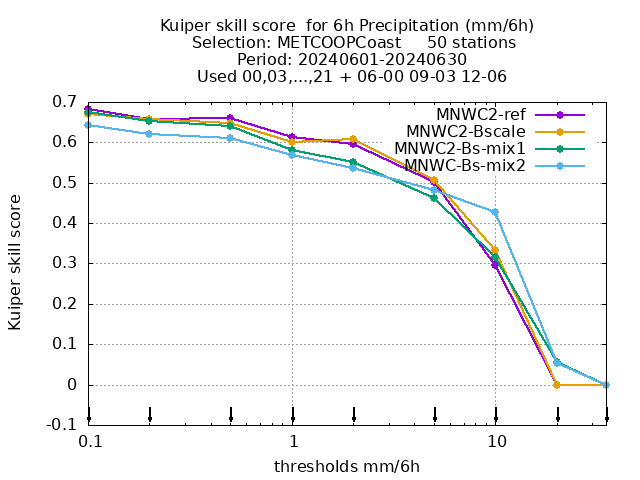 Kuiper skill score  for 6h Precipitation (mm/6h)
Selection: METCOOPCoast     50 stations
Period: 20240601-20240630
Used 00,03,...,21 + 06-00 09-03 12-06
MNWC2-ref
MNWC2-Bscale
MNWC2-Bs-mix1
MNWC-Bs-mix2
Kuiper skill score
0.7
0.6
0.5
0.4
0.3
0.2
0.1
0
-0.1
0.1
1
10
thresholds mm/6h